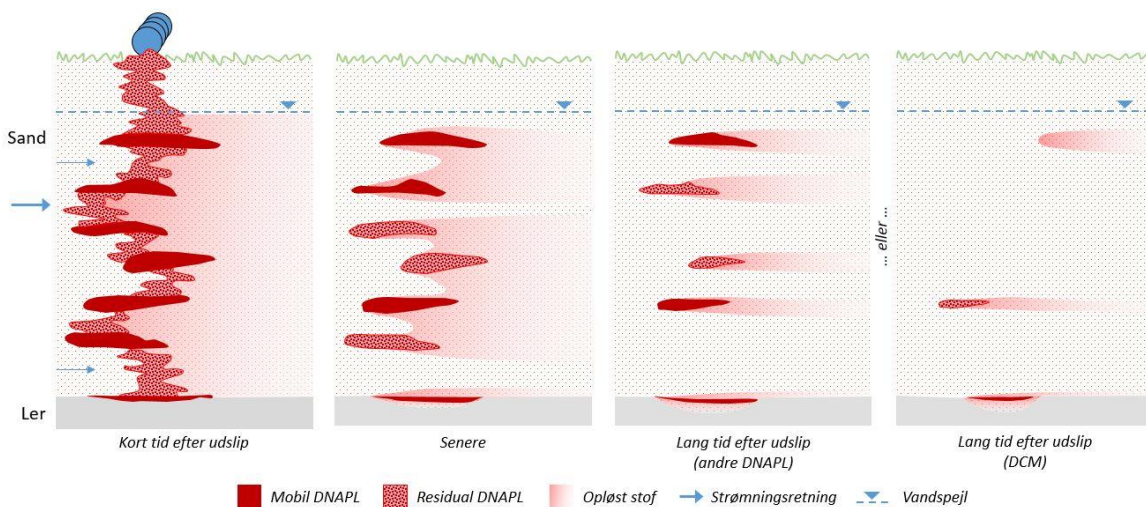 Sand
Ler
... eller ...
Kort tid efter udslip
Senere
Lang tid efter udslip
(andre DNAPL)
Lang tid efter udslip
(DCM)
Mobil DNAPL
Residual DNAPL
Opløst stof
Strømningsretning
Vandspejl